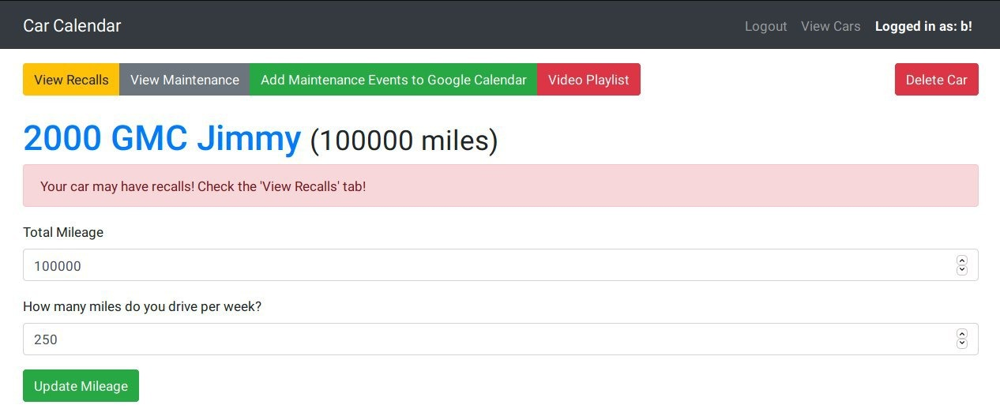 Car Calendar Logout View Cars Logged in as: b!
View Recalls View Maintenance Add Maintenance Events to Google Calendar Video Playlist Delete Car
2000 GMC Jimmy (100000 miles)
Your car may have recalls! Check the 'View Recalls' tab!
Total Mileage
100000
How many miles do you drive per week?
250
Update Mileage